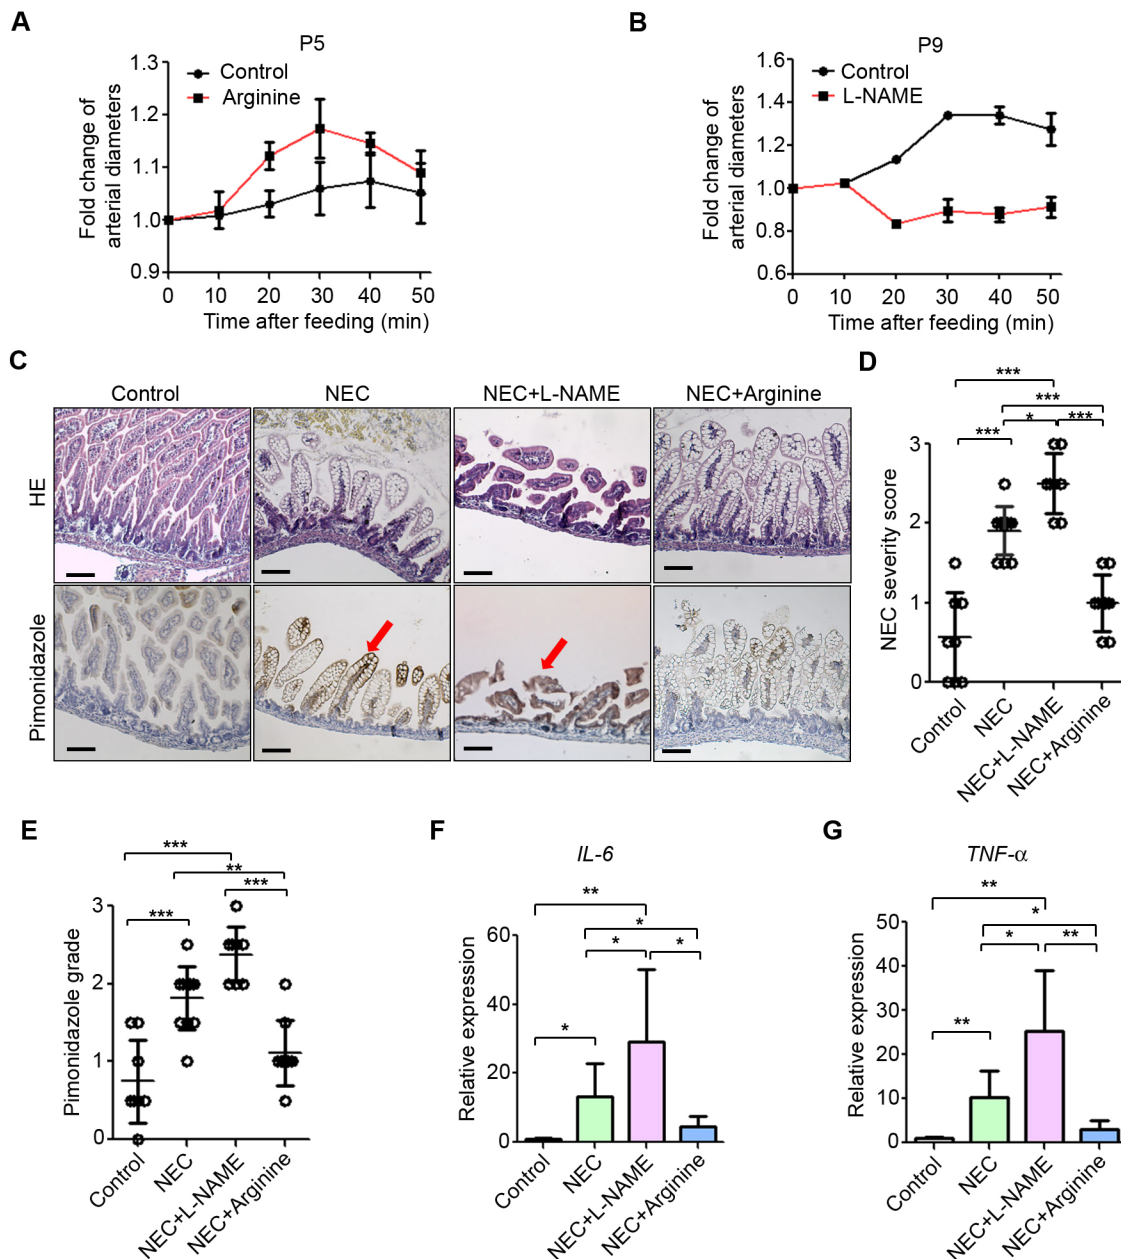 A
P5
Fold change of
arterial diameters
1.3
1.2
1.1
1.0
0.9
Control
Arginine
0 10 20 30 40 50
Time after feeding (min)
B
P9
Fold change of
arterial diameters
1.6
1.4
1.2
1.0
0.8
0.6
Control
L-NAME
0 10 20 30 40 50
Time after feeding (min)
C
Control NEC NEC+L-NAME NEC+Arginine
HE
Pimonidazole
D
***
***
* ***
***
NEC severity score
3
2
1
0
Control NEC NEC+L-NAME NEC+Arginine
E
***
**
***
***
Pimonidazole grade
3
2
1
0
Control NEC NEC+L-NAME NEC+Arginine
F
IL-6
**
*
* *
*
Relative expression
60
40
20
0
Control NEC NEC+L-NAME NEC+Arginine
G
TNF-α
**
*
* **
**
Relative expression
50
40
30
20
10
0
Control NEC NEC+L-NAME NEC+Arginine